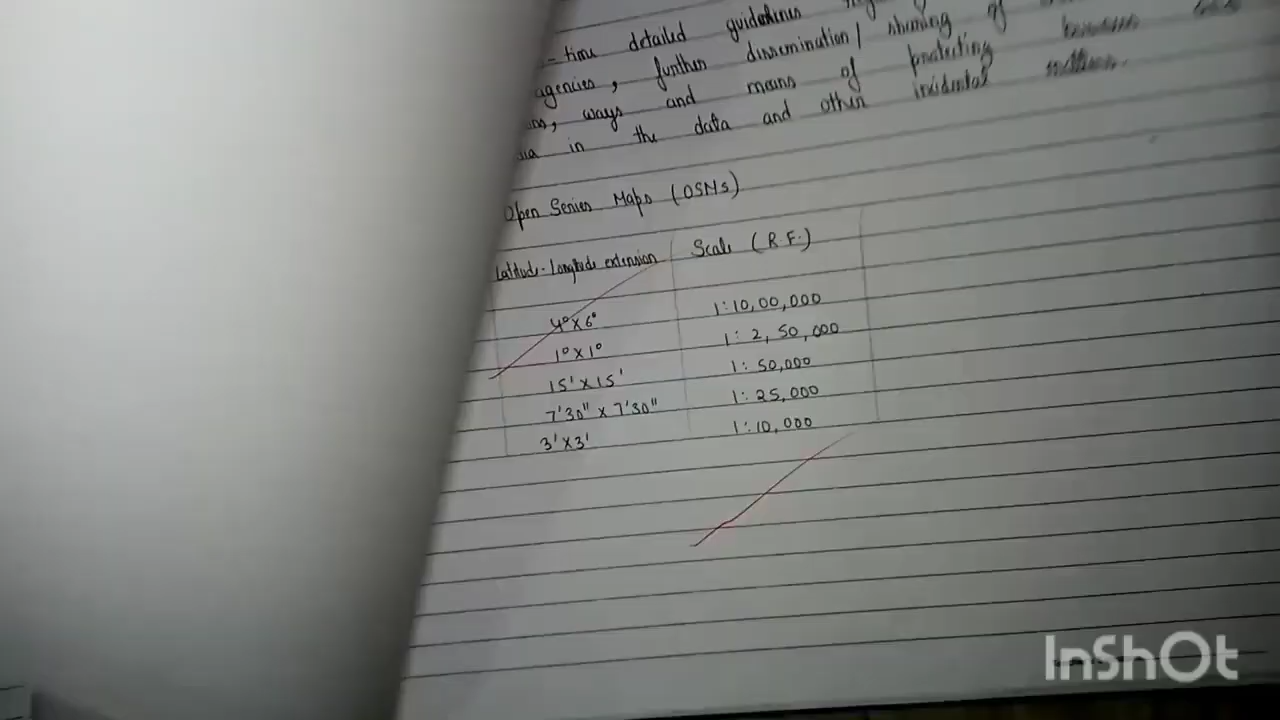 - time detailed guidelines
agencies, further dissemination/ sharing of
ways and means of protecting
in the data and other incidental matters.
Open Series Maps (OSMs)
Latitude-Longitude extension Scale (R.F.)
4° X 6° 1:10,00,000
1° X 1° 1: 2, 50, 000
15' X 15' 1: 50,000
7'30" X 7'30" 1: 25,000
3' X 3' 1:10, 000
InShOt